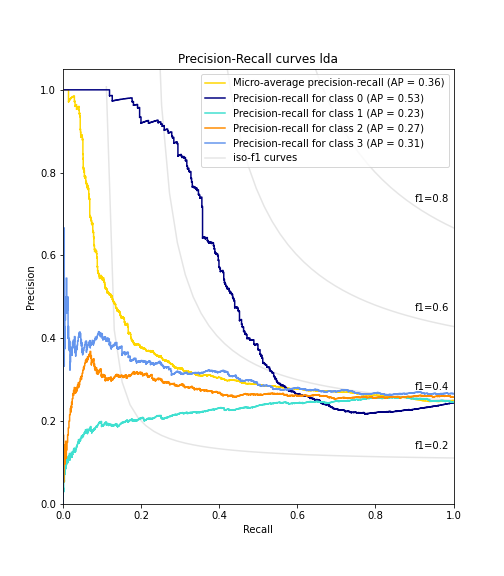 Precision-Recall curves lda
Micro-average precision-recall (AP = 0.36)
Precision-recall for class 0 (AP = 0.53)
Precision-recall for class 1 (AP = 0.23)
Precision-recall for class 2 (AP = 0.27)
Precision-recall for class 3 (AP = 0.31)
iso-f1 curves
f1=0.8
f1=0.6
f1=0.4
f1=0.2
1.0
0.8
0.6
0.4
0.2
0.0
Precision
0.0 0.2 0.4 0.6 0.8 1.0
Recall